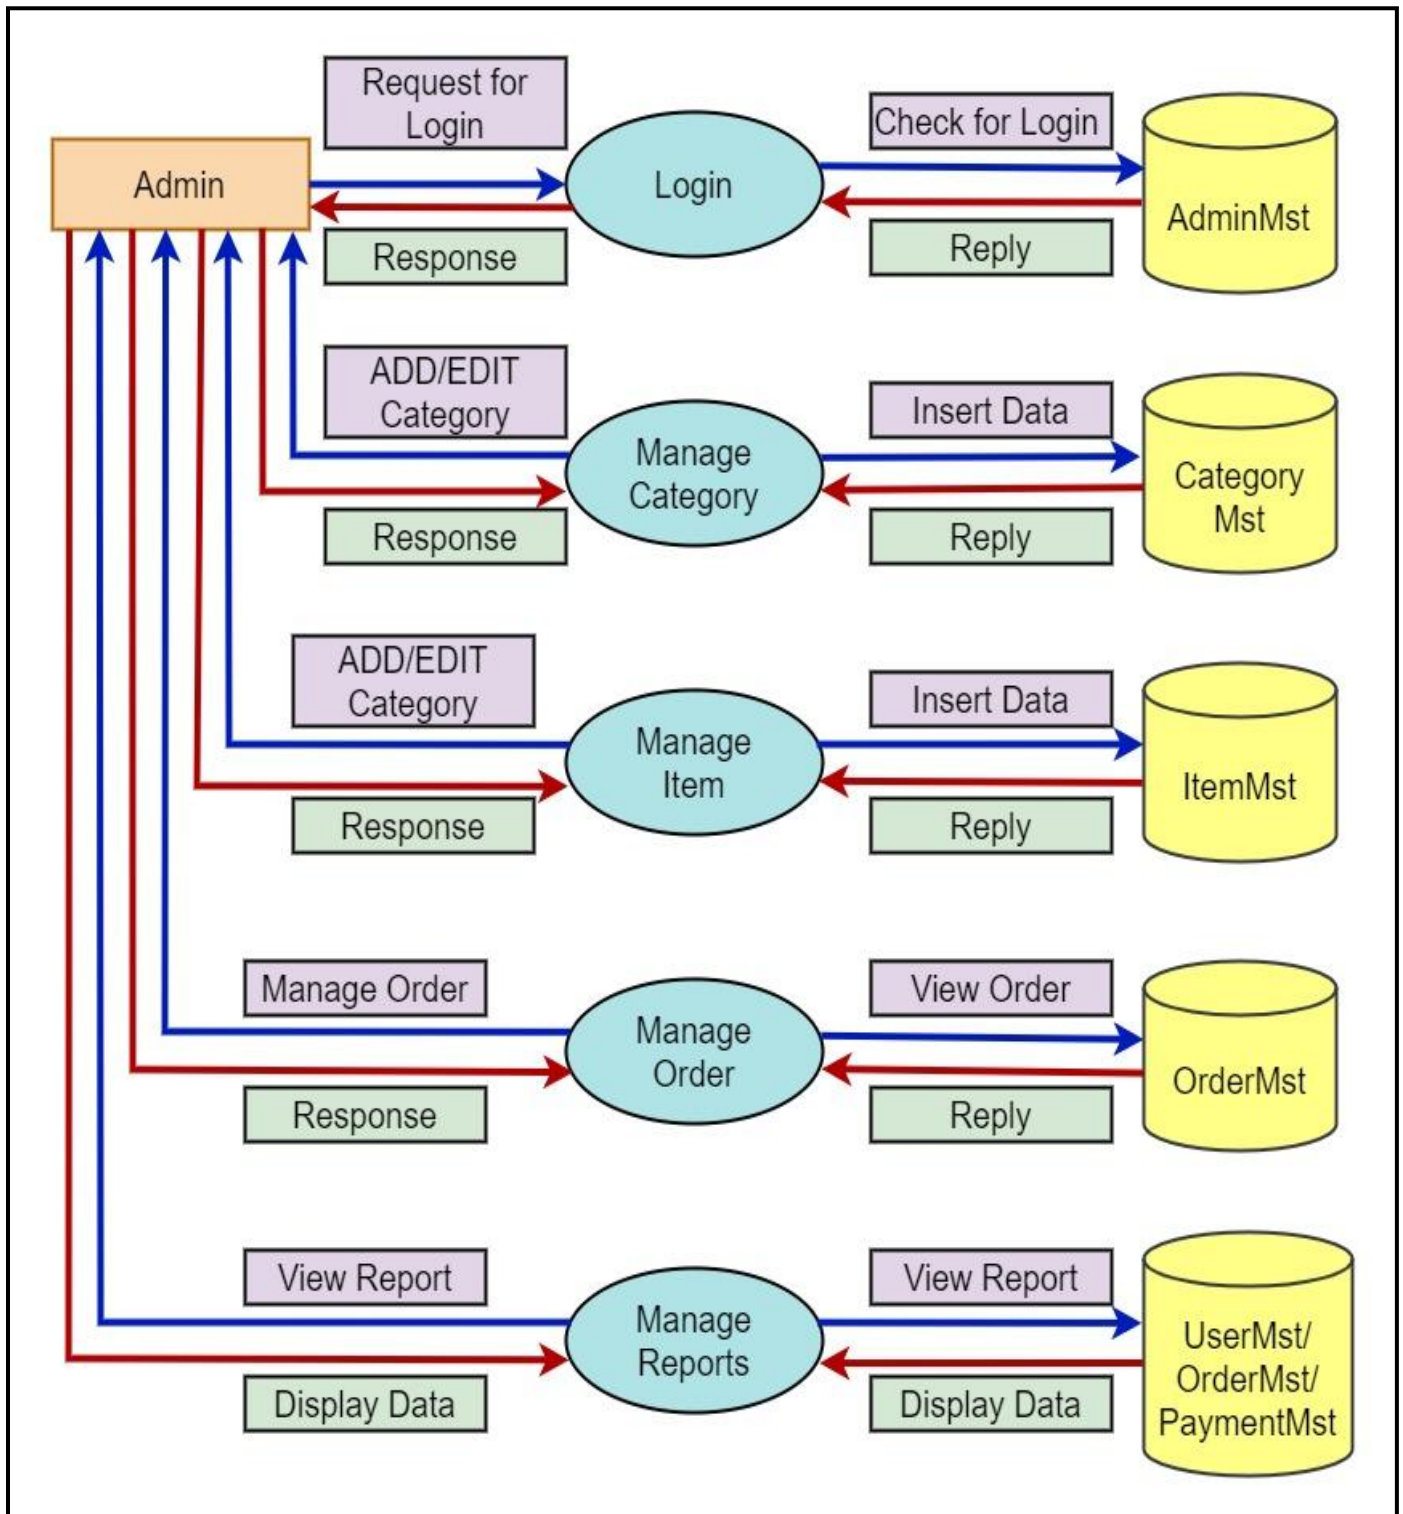 Request for
Login
Check for Login
Admin
Login
AdminMst
Response
Reply
ADD/EDIT
Category
Insert Data
Manage
Category
Category
Mst
Response
Reply
ADD/EDIT
Category
Insert Data
Manage
Item
ItemMst
Response
Reply
Manage Order
View Order
Manage
Order
OrderMst
Response
Reply
View Report
View Report
Manage
Reports
UserMst/
OrderMst/
PaymentMst
Display Data
Display Data